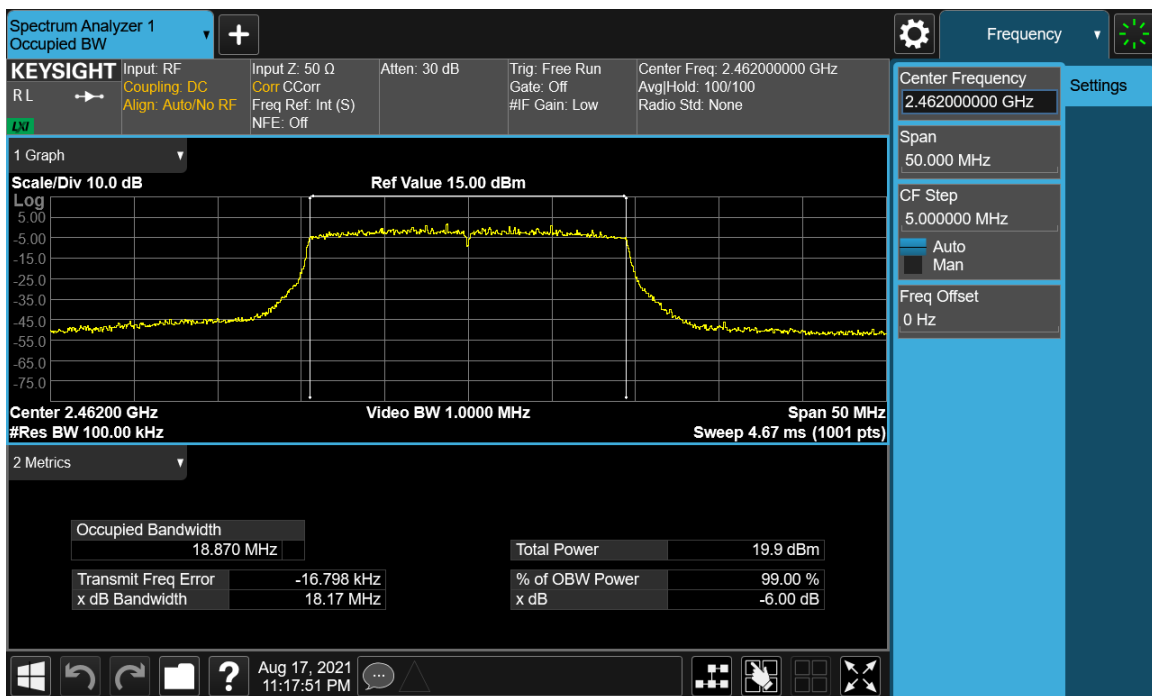 Spectrum Analyzer 1
Occupied BW
Frequency
KEYSIGHT
R L
LXI
Input: RF
Coupling: DC
Align: Auto/No RF
Input Z: 50 Ω
Corr CCorr
Freq Ref: Int (S)
NFE: Off
Atten: 30 dB
Trig: Free Run
Gate: Off
#IF Gain: Low
Center Freq: 2.462000000 GHz
Avg|Hold: 100/100
Radio Std: None
Center Frequency
2.462000000 GHz
Settings
Span
50.000 MHz
CF Step
5.000000 MHz
Auto
Man
Freq Offset
0 Hz
1 Graph
Scale/Div 10.0 dB
Ref Value 15.00 dBm
Log
5.00
-5.00
-15.0
-25.0
-35.0
-45.0
-55.0
-65.0
-75.0
Center 2.46200 GHz
Video BW 1.0000 MHz
Span 50 MHz
#Res BW 100.00 kHz
Sweep 4.67 ms (1001 pts)
2 Metrics
Occupied Bandwidth
18.870 MHz
Total Power 19.9 dBm
Transmit Freq Error -16.798 kHz
% of OBW Power 99.00 %
x dB Bandwidth 18.17 MHz
x dB -6.00 dB
?
Aug 17, 2021
11:17:51 PM